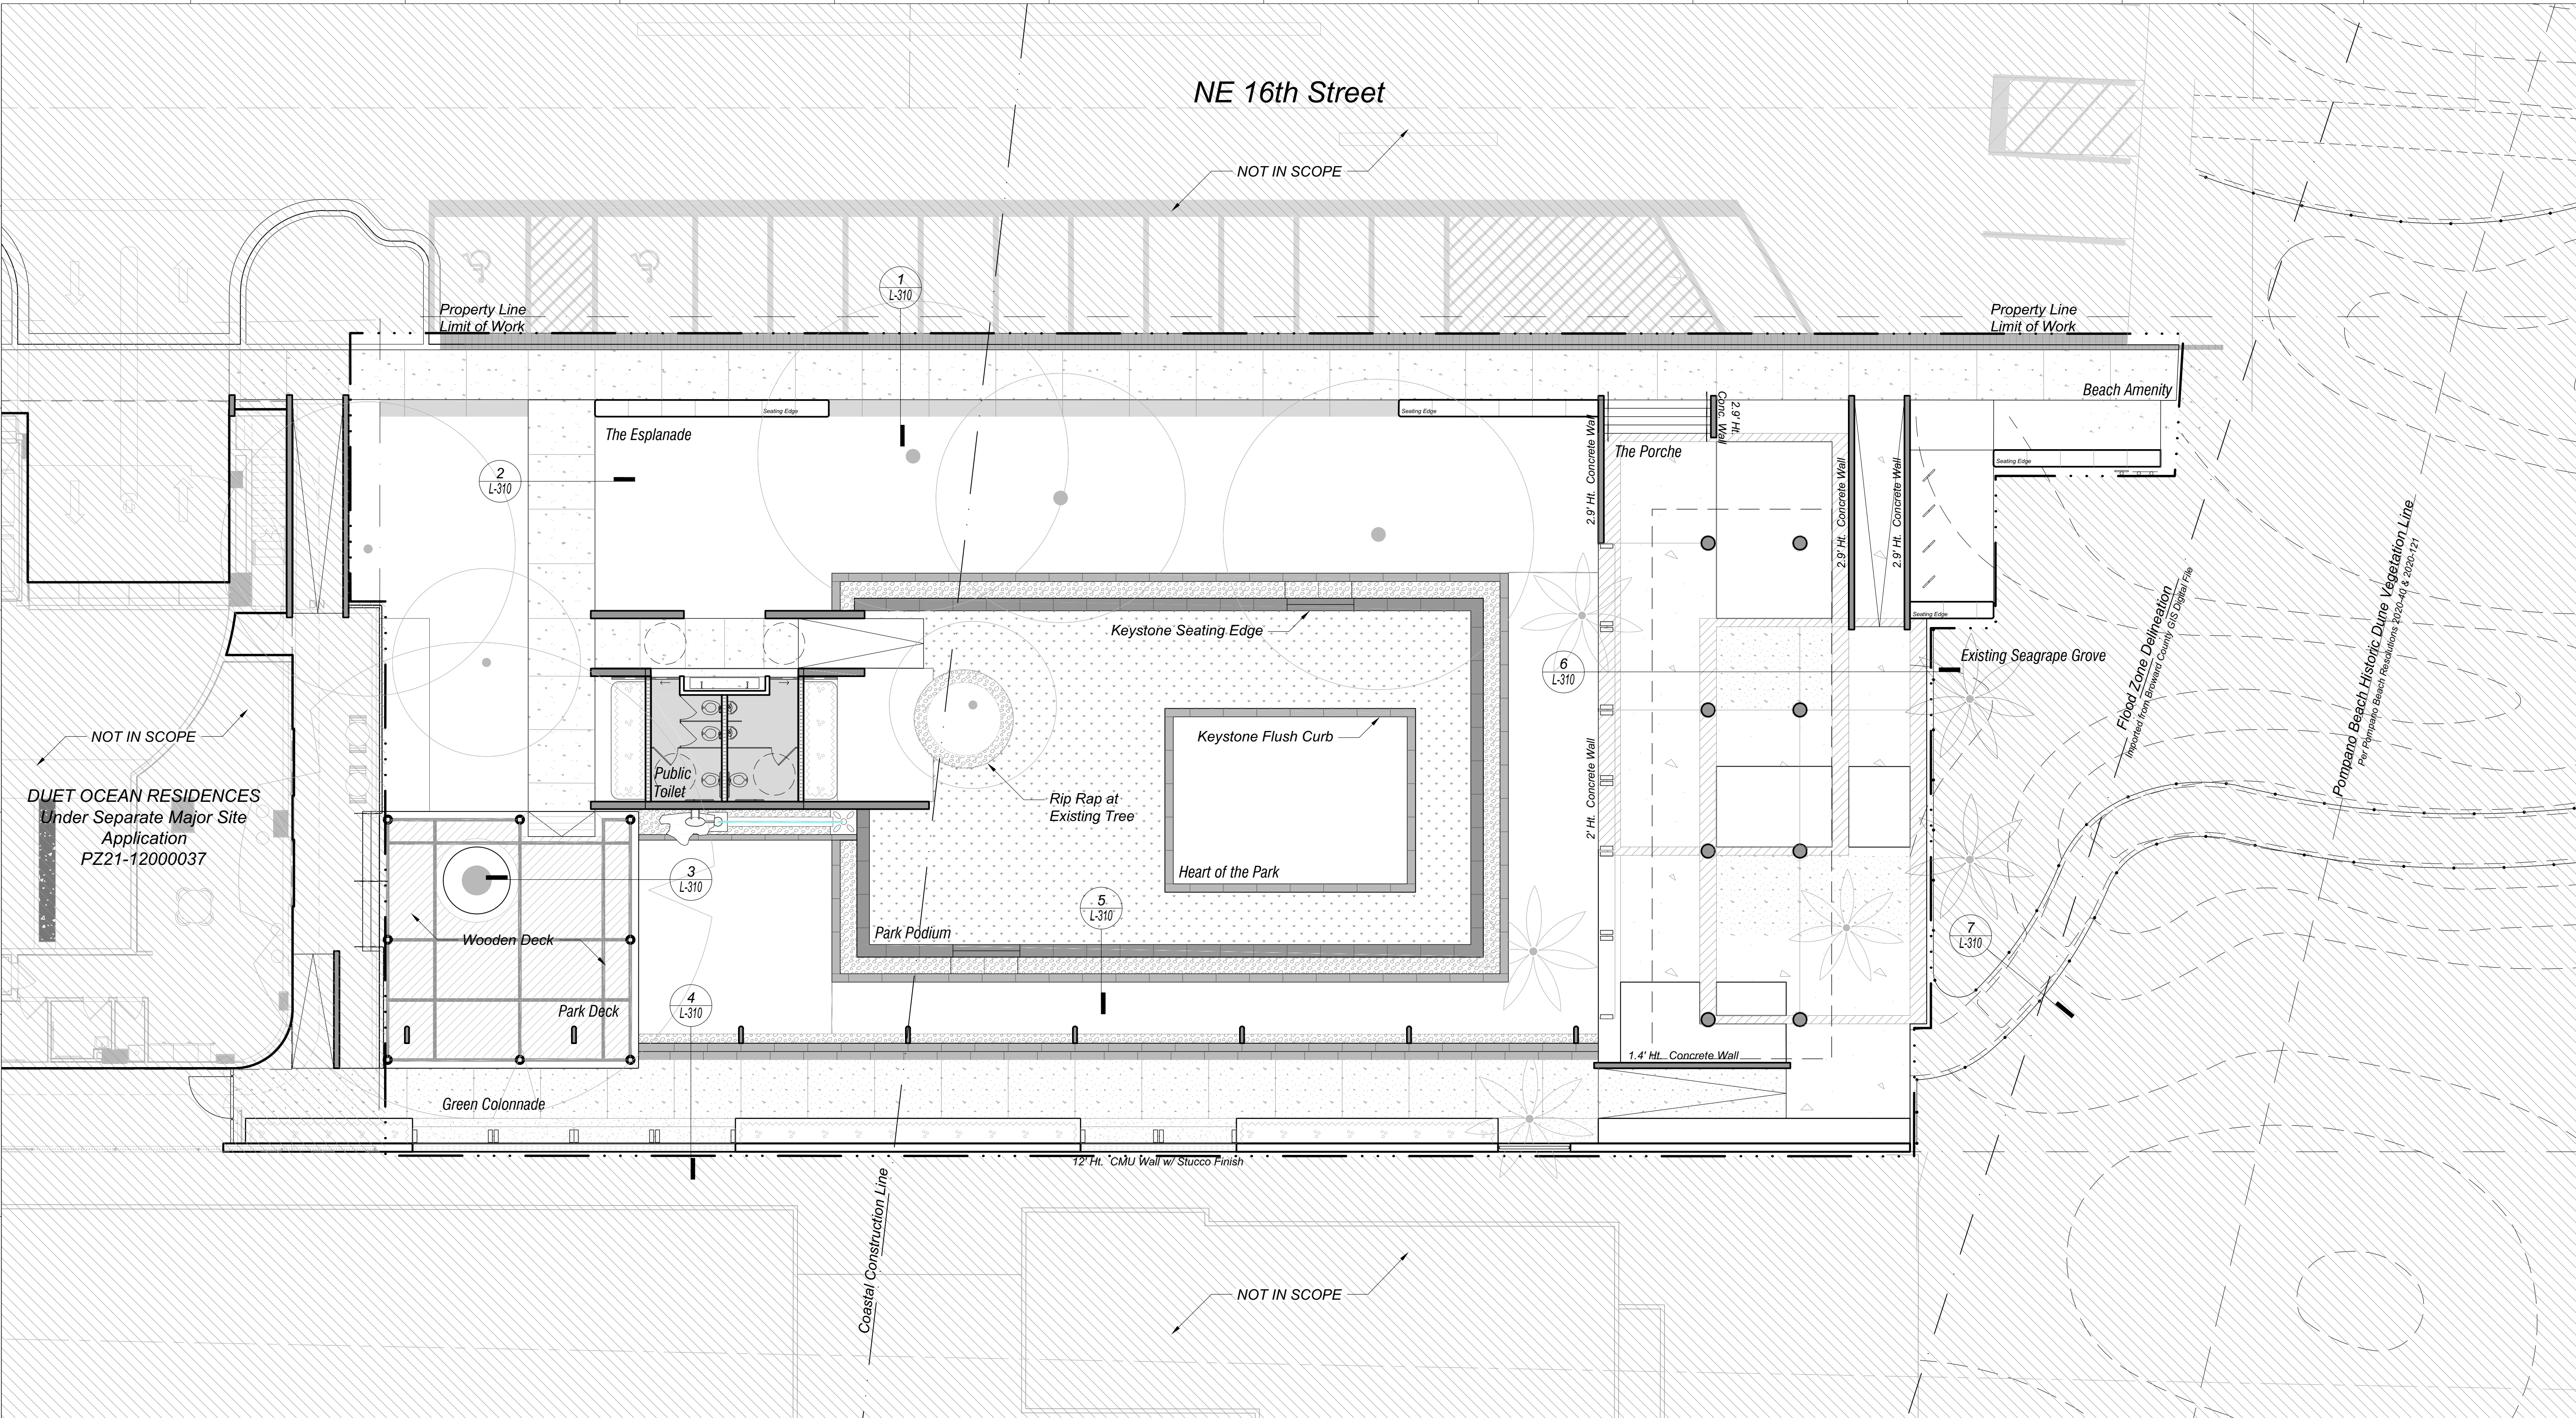 NE 16th Street
NOT IN SCOPE
1
L-310
Property Line
Limit of Work
Property Line
Limit of Work
Beach Amenity
Seating Edge
Seating Edge
The Esplanade
2.9' Ht. Concrete Wall
2.9' Ht.
Conc. Wall
The Porche
2.9' Ht. Concrete Wall
2.9' Ht. Concrete Wall
Seating Edge
2
L-310
Seating Edge
Keystone Seating Edge
6
L-310
Existing Seagrape Grove
Flood Zone Delineation
Imported from Broward County GIS Digital File
Pompano Beach Historic Dune Vegetation Line
Per Pompano Beach Resolutions 2020-40 & 2020-121
NOT IN SCOPE
Keystone Flush Curb
Public
Toilet
DUET OCEAN RESIDENCES
Under Separate Major Site
Application
PZ21-12000037
Rip Rap at
Existing Tree
2' Ht. Concrete Wall
3
L-310
Heart of the Park
5
L-310
Wooden Deck
Park Podium
7
L-310
4
L-310
Park Deck
1.4' Ht. Concrete Wall
Green Colonnade
12' Ht. CMU Wall w/ Stucco Finish
Coastal Construction Line
NOT IN SCOPE